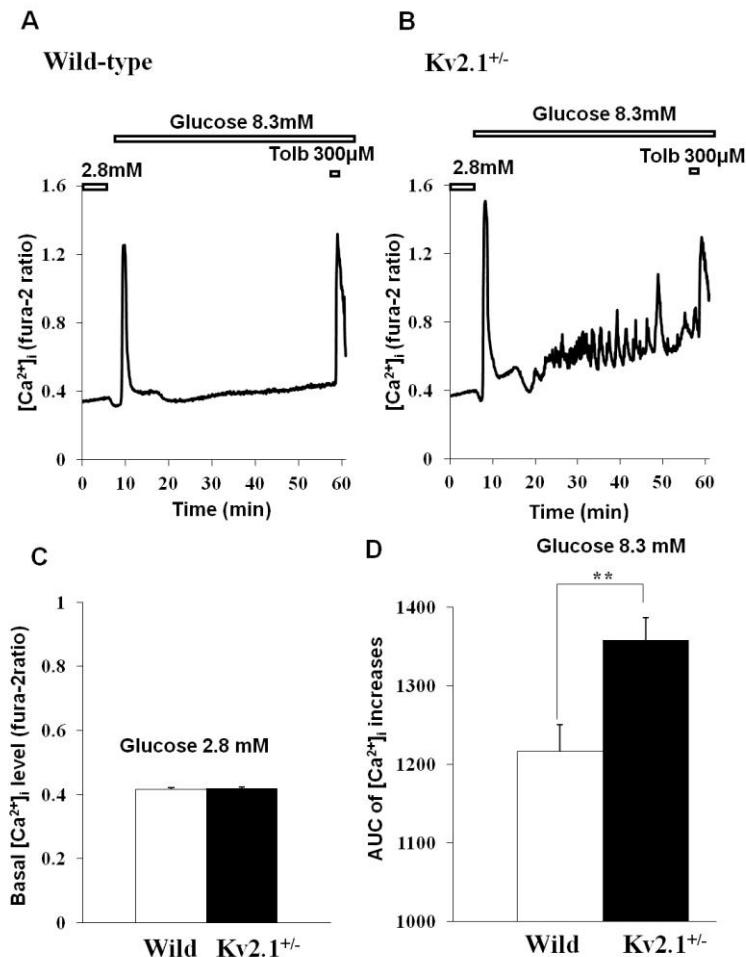 A
Wild-type
Glucose 8.3mM
Tolb 300µM
2.8mM
1.6
1.2
0.8
0.4
0
[Ca²⁺]ᵢ (fura-2 ratio)
0 10 20 30 40 50 60
Time (min)
B
Kv2.1⁺/⁻
Glucose 8.3mM
Tolb 300µM
2.8mM
1.6
1.2
0.8
0.4
0
[Ca²⁺]ᵢ (fura-2 ratio)
0 10 20 30 40 50 60
Time (min)
C
1
0.8
0.6
0.4
0.2
0
Basal [Ca²⁺]ᵢ level (fura-2ratio)
Glucose 2.8 mM
Wild Kv2.1⁺/⁻
D
Glucose 8.3 mM
**
1400
1300
1200
1100
1000
AUC of [Ca²⁺]ᵢ increases
Wild Kv2.1⁺/⁻